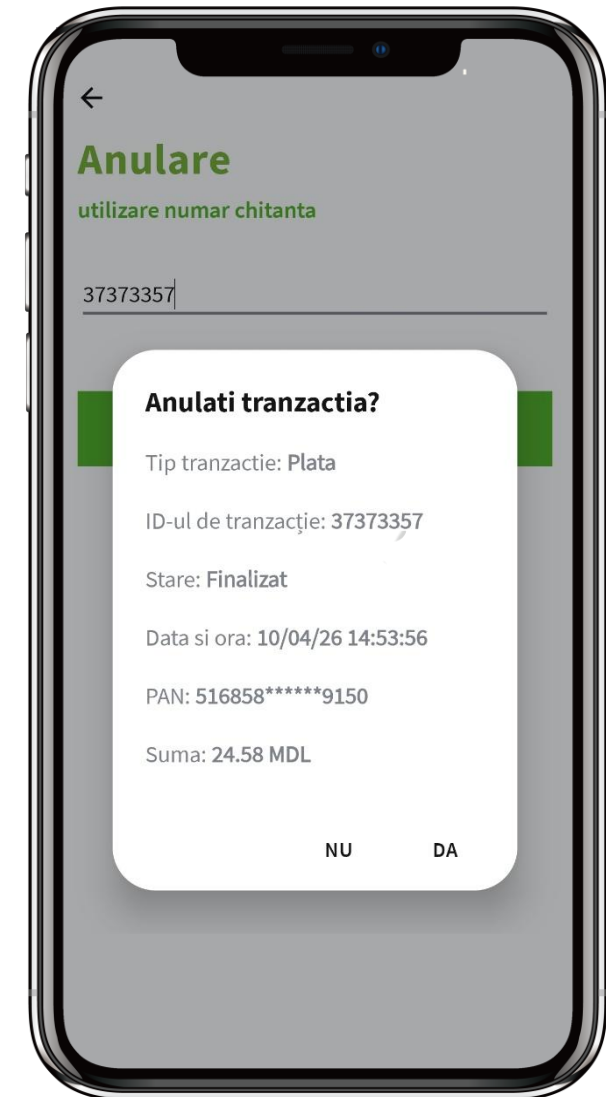 Anulare
utilizare numar chitanta
37373357
Anulati tranzactia?
Tip tranzactie: Plata
ID-ul de tranzacție: 37373357
Stare: Finalizat
Data si ora: 10/04/26 14:53:56
PAN: 516858******9150
Suma: 24.58 MDL
NU DA